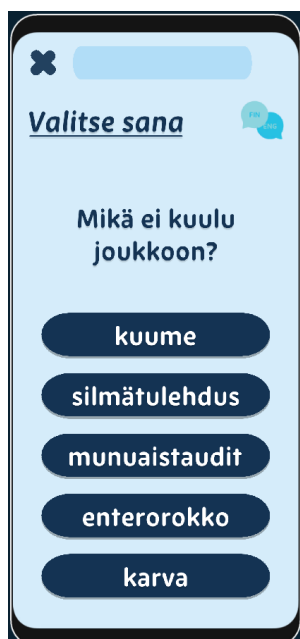 FIN
ENG
Valitse sana
Mikä ei kuulu
joukkoon?
kuume
silmätulehdus
munuaistaudit
enterorokko
karva